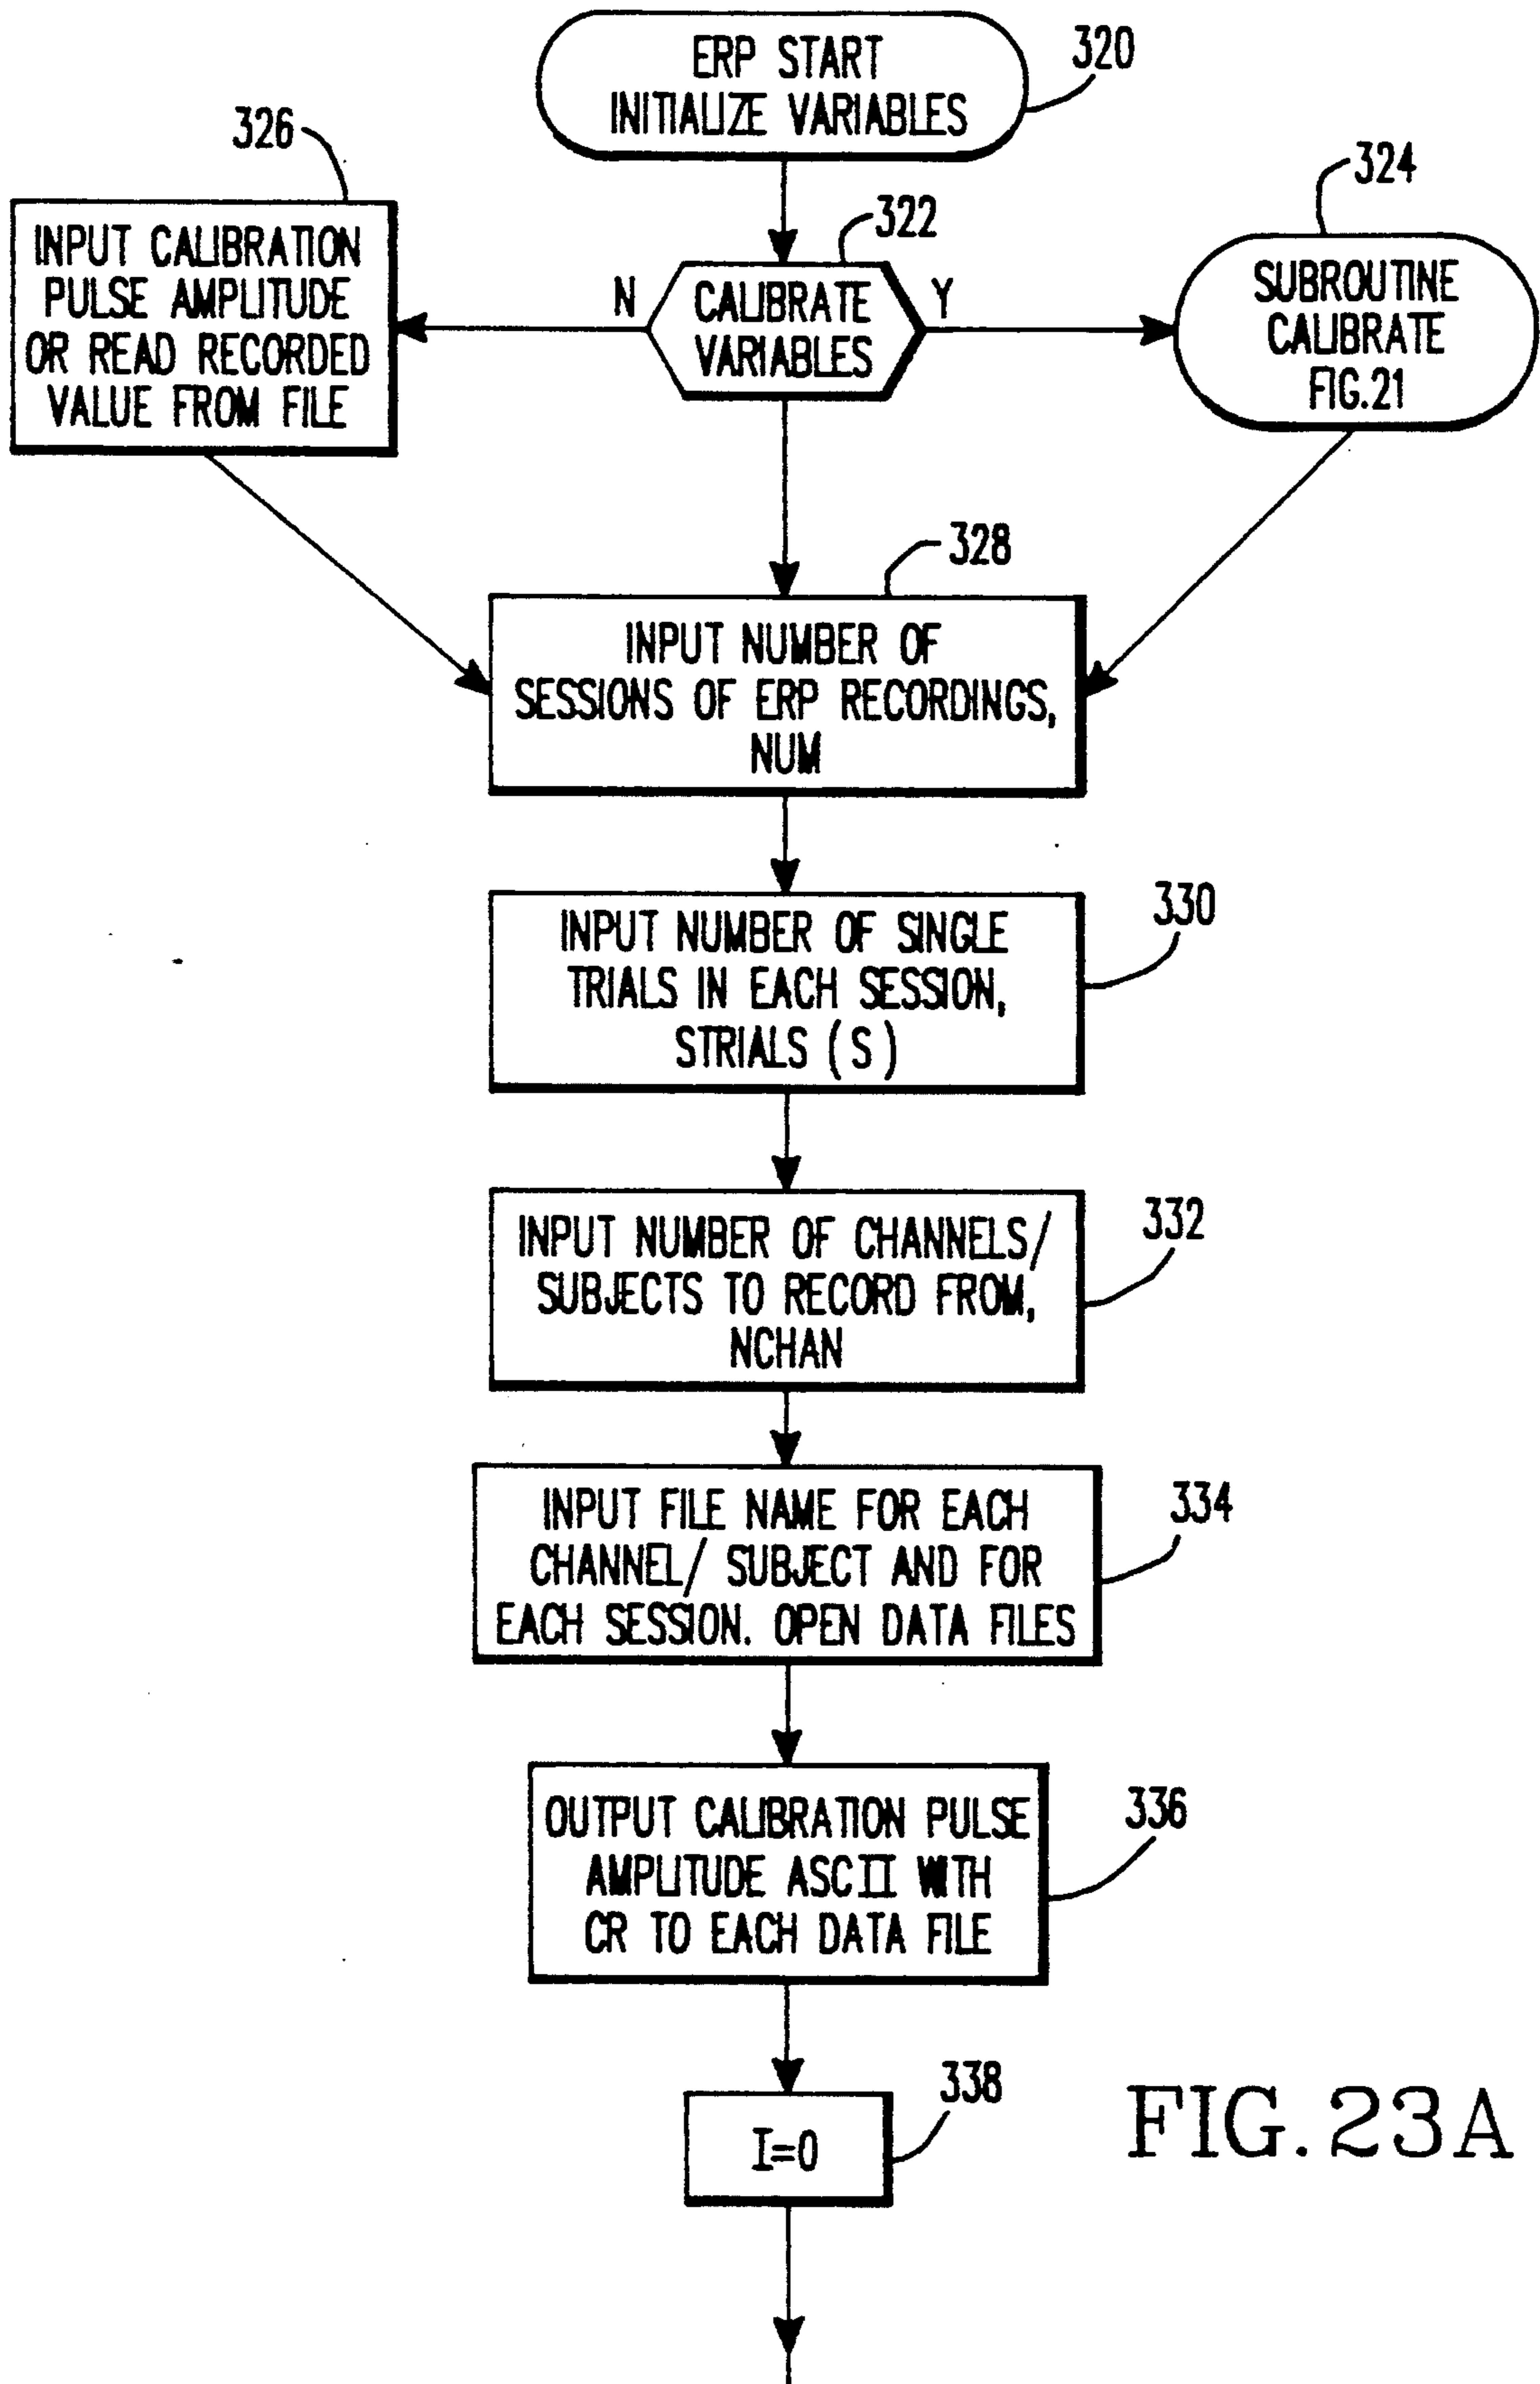 ERP START
INITIALIZE VARIABLES
320
326
324
322
INPUT CALIBRATION
PULSE AMPLITUDE
OR READ RECORDED
VALUE FROM FILE
N
CALIBRATE
VARIABLES
Y
SUBROUTINE
CALIBRATE
FIG.21
328
INPUT NUMBER OF
SESSIONS OF ERP RECORDINGS,
NUM
330
INPUT NUMBER OF SINGLE
TRIALS IN EACH SESSION,
STRIALS (S)
332
INPUT NUMBER OF CHANNELS/
SUBJECTS TO RECORD FROM,
NCHAN
334
INPUT FILE NAME FOR EACH
CHANNEL/ SUBJECT AND FOR
EACH SESSION. OPEN DATA FILES
336
OUTPUT CALIBRATION PULSE
AMPLITUDE ASCII WITH
CR TO EACH DATA FILE
338
I=0
FIG. 23A